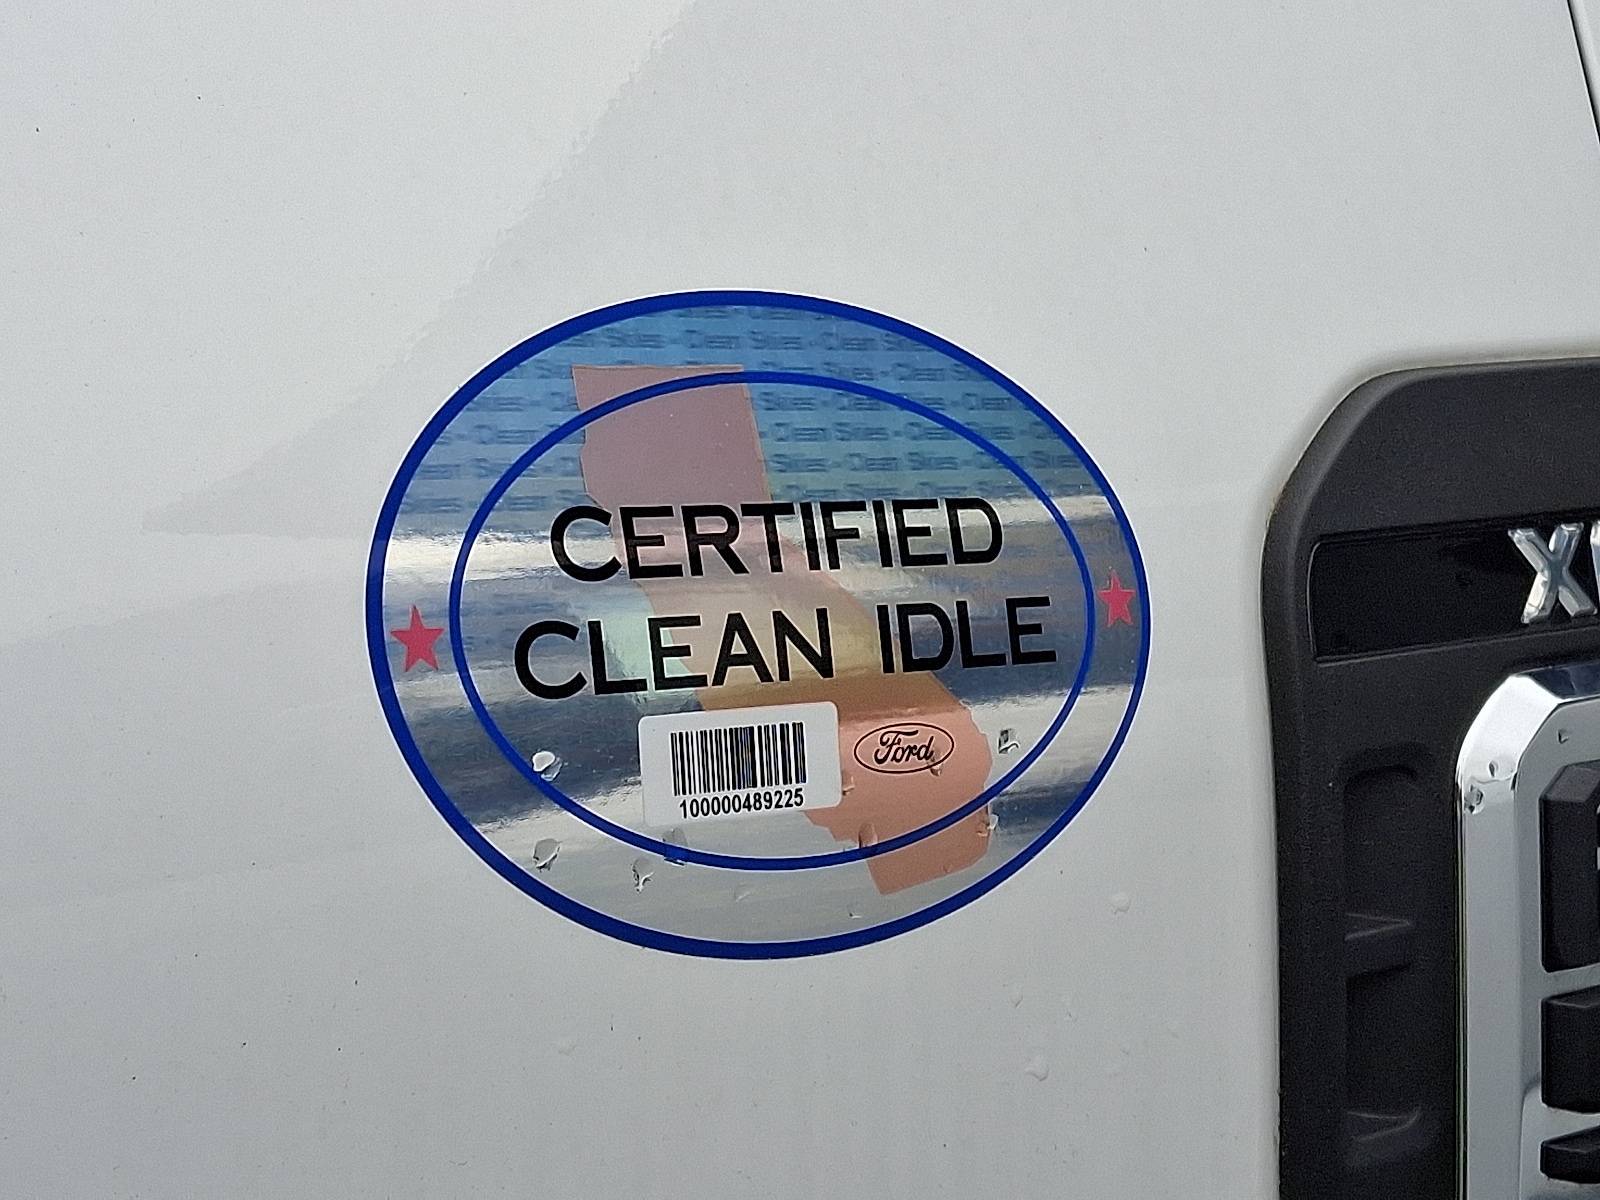 CERTIFIED
CLEAN IDLE
100000489225
Ford
X